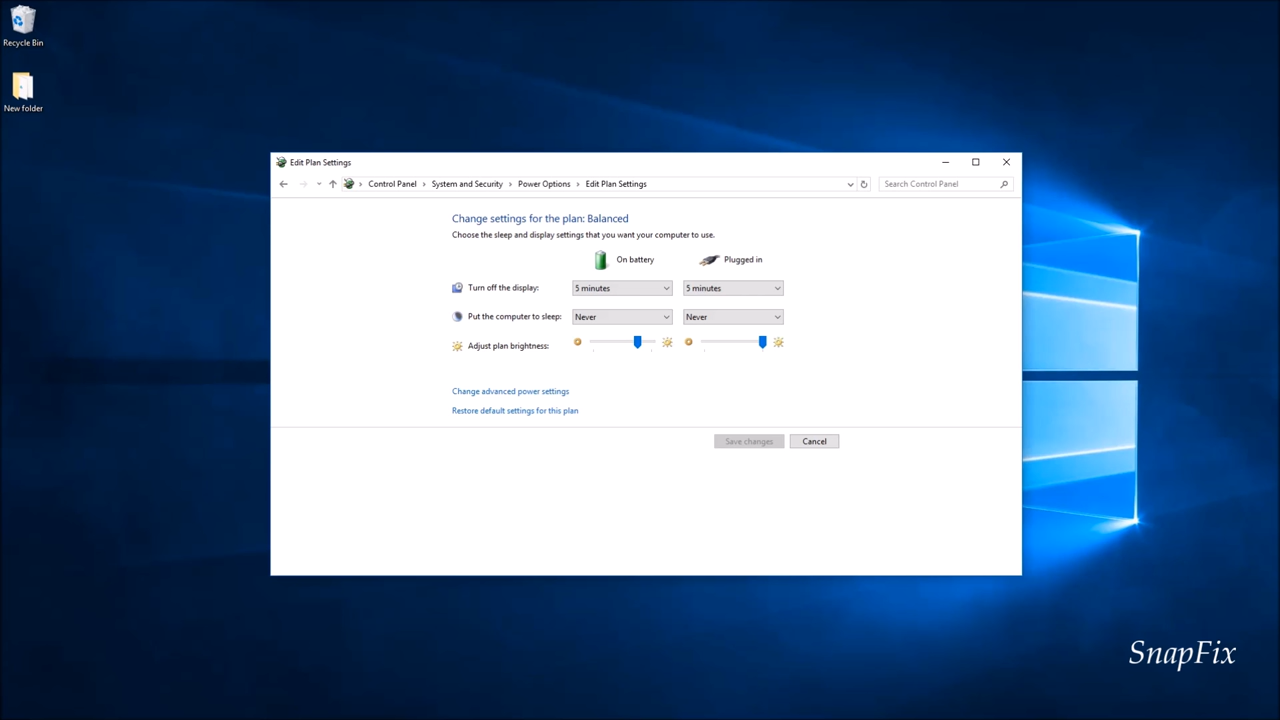 Recycle Bin
New folder
Edit Plan Settings
Control Panel > System and Security > Power Options > Edit Plan Settings
Search Control Panel
Change settings for the plan: Balanced
Choose the sleep and display settings that you want your computer to use.
On battery Plugged in
Turn off the display: 5 minutes 5 minutes
Put the computer to sleep: Never Never
Adjust plan brightness:
Change advanced power settings
Restore default settings for this plan
Save changes Cancel
SnapFix